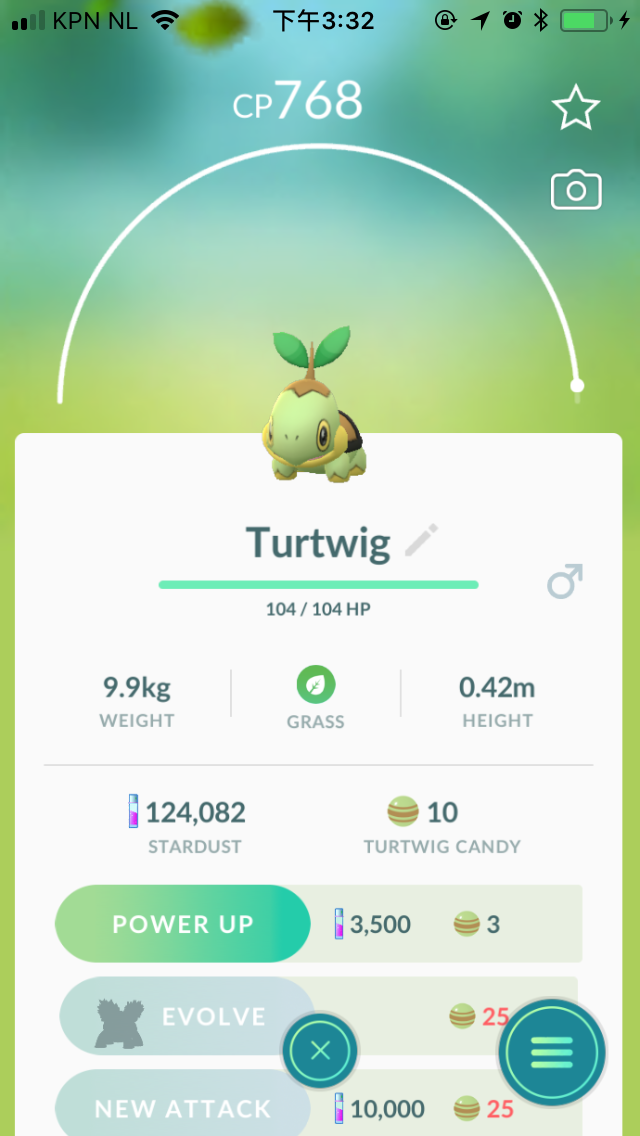 KPN NL 下午3:32
CP768
Turtwig
104 / 104 HP
9.9kg 0.42m
WEIGHT GRASS HEIGHT
124,082 10
STARDUST TURTWIG CANDY
POWER UP 3,500 3
EVOLVE 25
NEW ATTACK 10,000 25